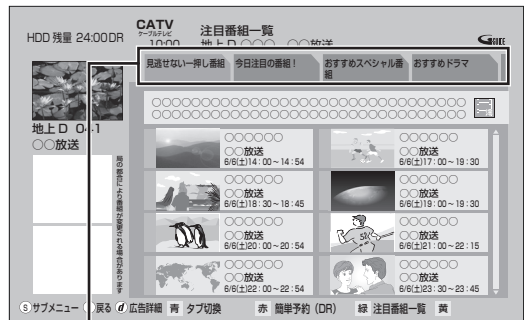 HDD 残量 24:00 DR
CATV
ケーブルテレビ
注目番組一覧
10:00
地上 D ○○○ ○○放送
G GUIDE
見逃せない一押し番組
今日注目の番組！
おすすめスペシャル番組
おすすめドラマ
○○○○○○○○○○○○○○○○○○○○○○○○○○○○○○
○○○○○○○○○○○○○○○○○○○○○○○○○○○○○○
地上 D 041
○○放送
局の都合により番組が変更される場合があります
○○○○○○
○○放送
6/6(土)14:00～14:54
○○○○○○
○○放送
6/6(土)17:00～19:30
○○○○○○
○○放送
6/6(土)18:30～18:45
○○○○○○
○○放送
6/6(土)19:00～19:30
○○○○○○
○○放送
6/6(土)20:00～20:54
○○○○○○
○○放送
6/6(土)21:00～22:15
○○○○○○
○○放送
6/6(土)22:00～22:54
○○○○○○
○○放送
6/6(土)23:30～23:45
S サブメニュー 戻る d 広告詳細 青 タブ切換 赤 簡単予約（DR） 緑 注目番組一覧 黄